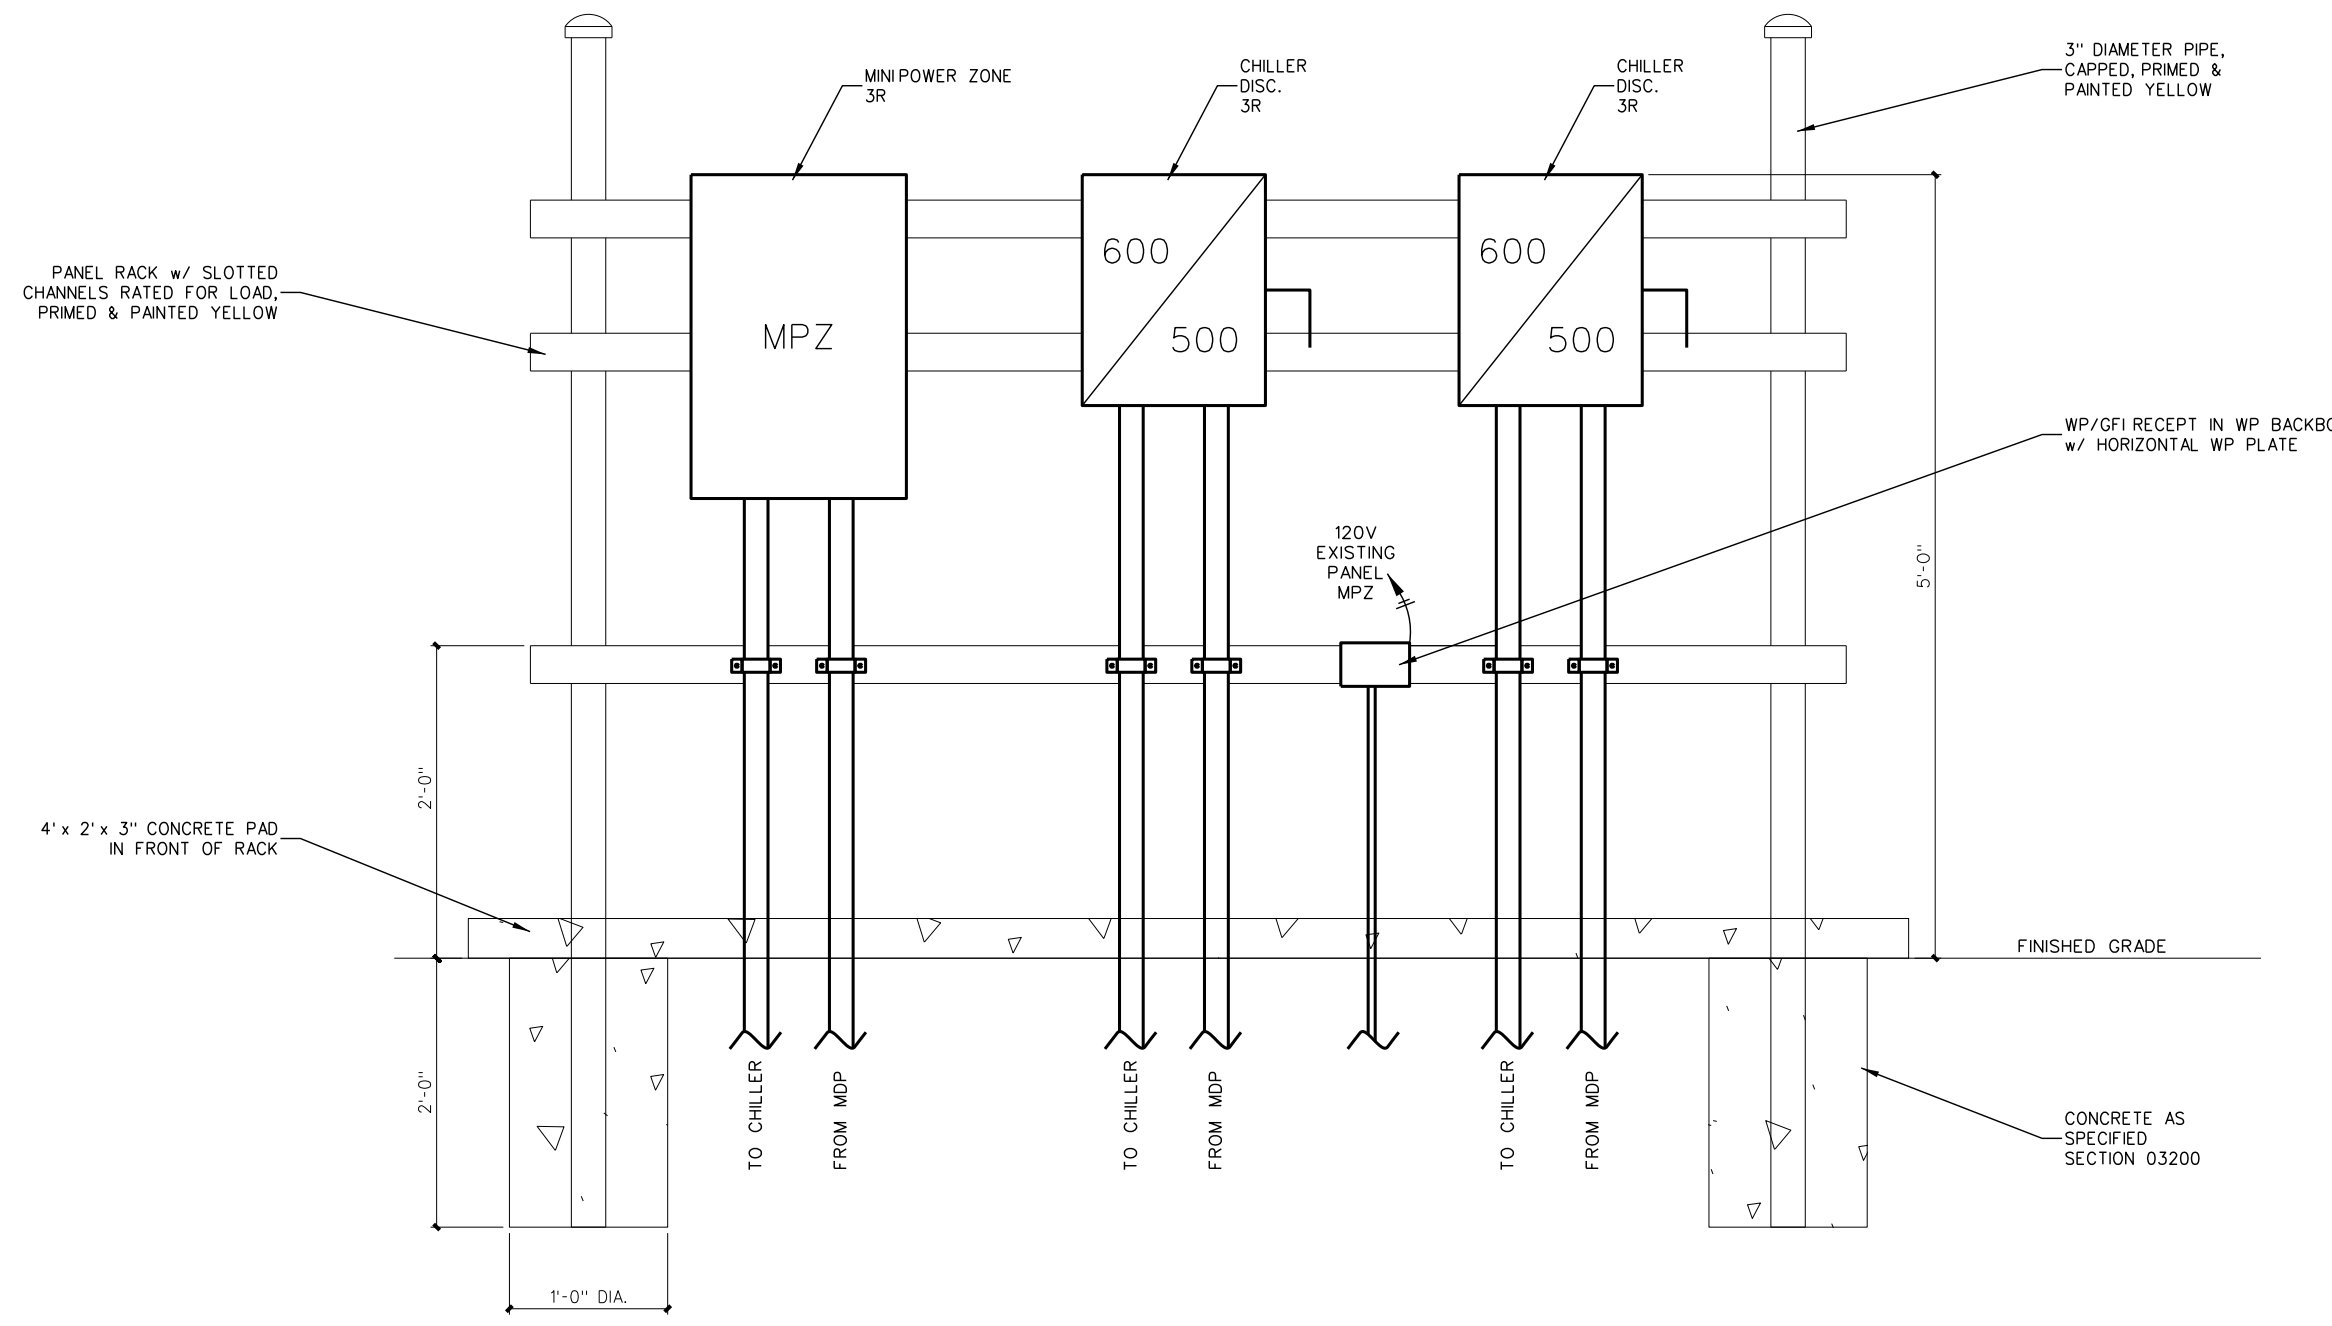 MINI POWER ZONE
3R
CHILLER
DISC.
3R
CHILLER
DISC.
3R
3" DIAMETER PIPE,
CAPPED, PRIMED &
PAINTED YELLOW
PANEL RACK w/ SLOTTED
CHANNELS RATED FOR LOAD,
PRIMED & PAINTED YELLOW
MPZ
600
500
600
500
WP/GFI RECEPT IN WP
w/ HORIZONTAL WP PLATE
120V
EXISTING
PANEL
MPZ
5'-0"
2'-0"
4' x 2' x 3" CONCRETE PAD
IN FRONT OF RACK
FINISHED GRADE
2'-0"
TO CHILLER
FROM MDP
TO CHILLER
FROM MDP
TO CHILLER
FROM MDP
CONCRETE AS
SPECIFIED
SECTION 03200
1'-0" DIA.